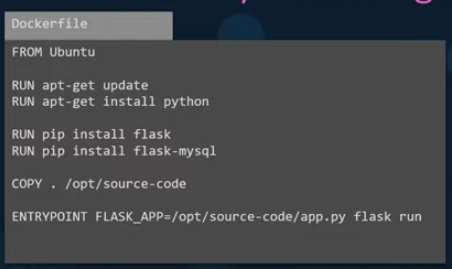 Dockerfile
FROM Ubuntu
RUN apt-get update
RUN apt-get install python
RUN pip install flask
RUN pip install flask-mysql
COPY . /opt/source-code
ENTRYPOINT FLASK_APP=/opt/source-code/app.py flask run